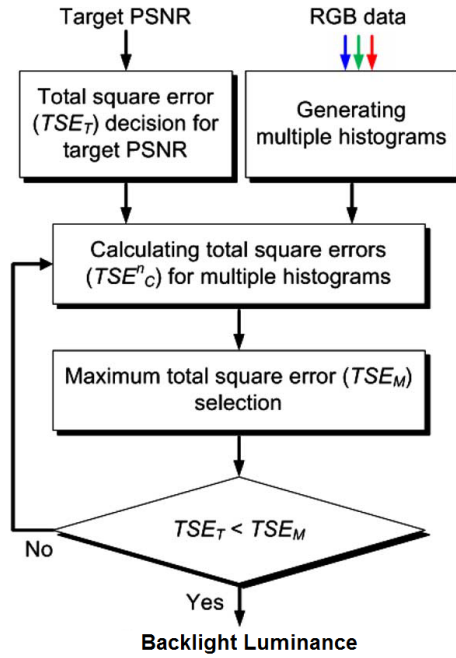 Target PSNR
RGB data
Total square error
(TSE_T) decision for
target PSNR
Generating
multiple histograms
Calculating total square errors
(TSE^n_C) for multiple histograms
Maximum total square error (TSE_M)
selection
TSE_T < TSE_M
No
Yes
Backlight Luminance